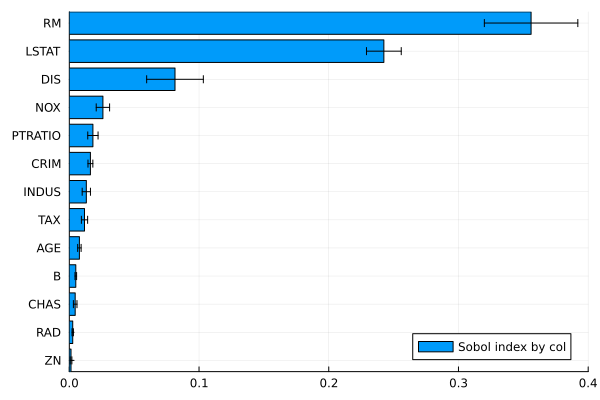 RM
LSTAT
DIS
NOX
PTRATIO
CRIM
INDUS
TAX
AGE
B
CHAS
RAD
ZN
Sobol index by col
0.0 0.1 0.2 0.3 0.4